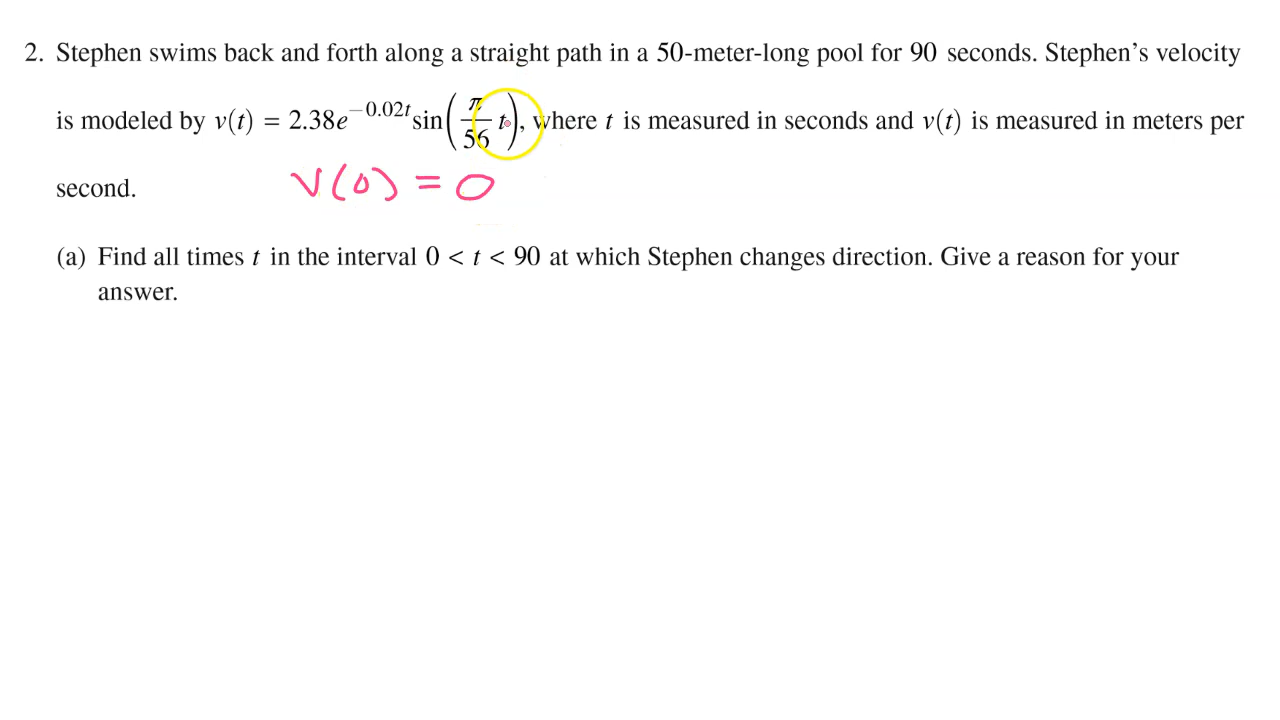 2. Stephen swims back and forth along a straight path in a 50-meter-long pool for 90 seconds. Stephen’s velocity
is modeled by v(t) = 2.38e^{−0.02t} sin(π/56 t), where t is measured in seconds and v(t) is measured in meters per
second.
V(0) = 0
(a) Find all times t in the interval 0 < t < 90 at which Stephen changes direction. Give a reason for your
answer.